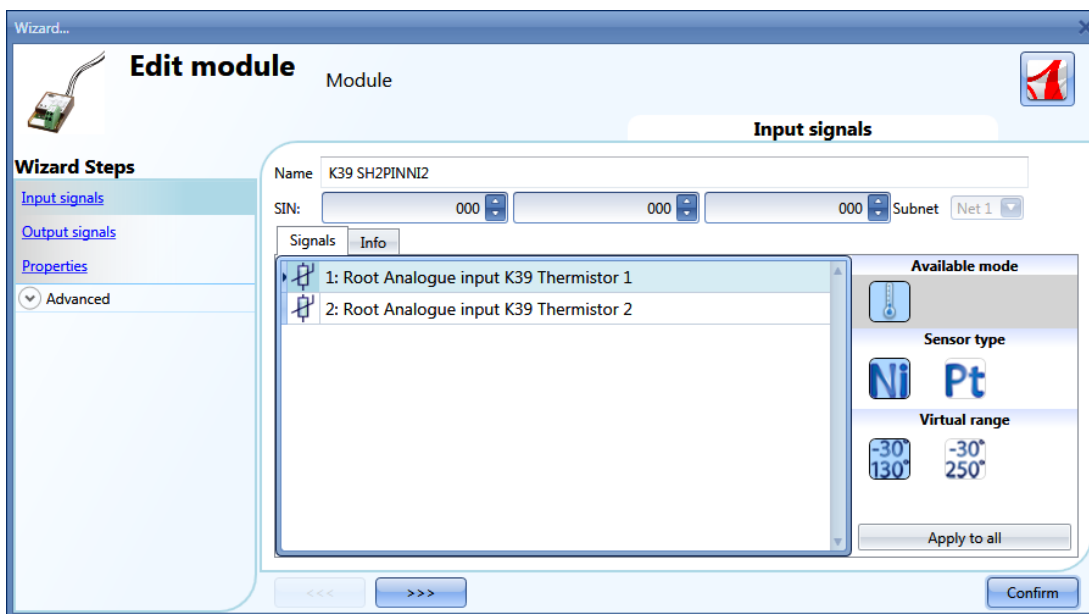 Wizard...
Edit module
Module
Input signals
Wizard Steps
Input signals
Output signals
Properties
Advanced
Name K39 SH2PINNI2
SIN: 000 000 000 Subnet Net 1
Signals Info
1: Root Analogue input K39 Thermistor 1
2: Root Analogue input K39 Thermistor 2
Available mode
Sensor type
Ni Pt
Virtual range
-30° -30°
130° 250°
Apply to all
<<< >>> Confirm